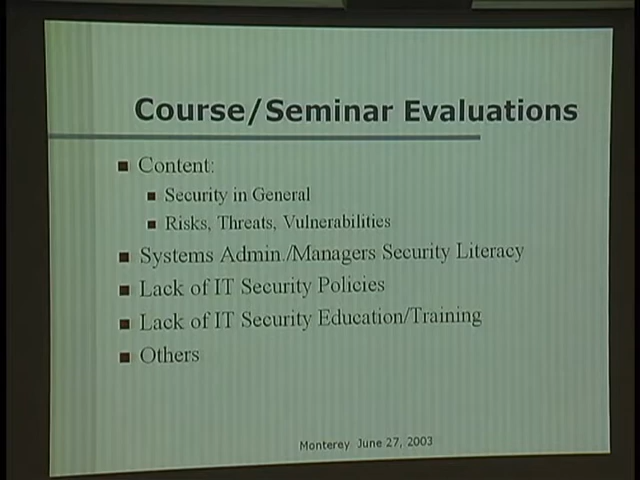 Course/Seminar Evaluations
Content:
Security in General
Risks, Threats, Vulnerabilities
Systems Admin./Managers Security Literacy
Lack of IT Security Policies
Lack of IT Security Education/Training
Others
Monterey June 27, 2003